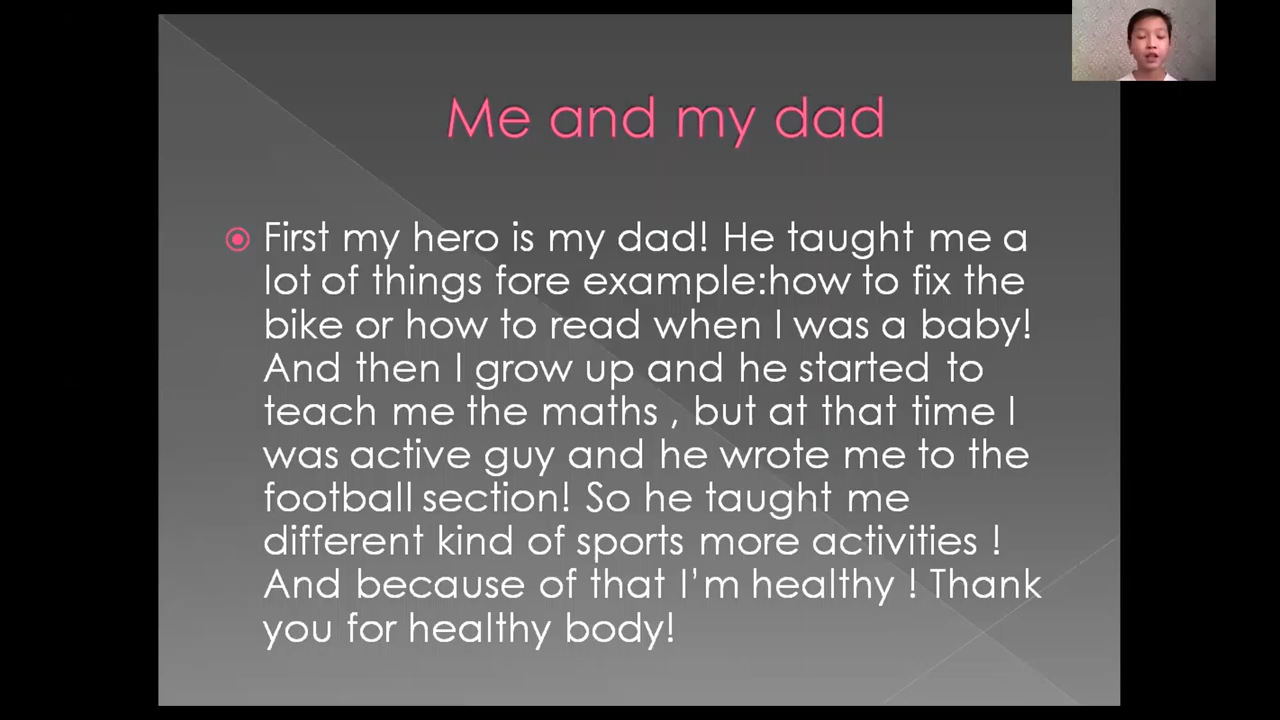 Me and my dad
First my hero is my dad! He taught me a
lot of things fore example:how to fix the
bike or how to read when I was a baby!
And then I grow up and he started to
teach me the maths , but at that time I
was active guy and he wrote me to the
football section! So he taught me
different kind of sports more activities !
And because of that I’m healthy ! Thank
you for healthy body!